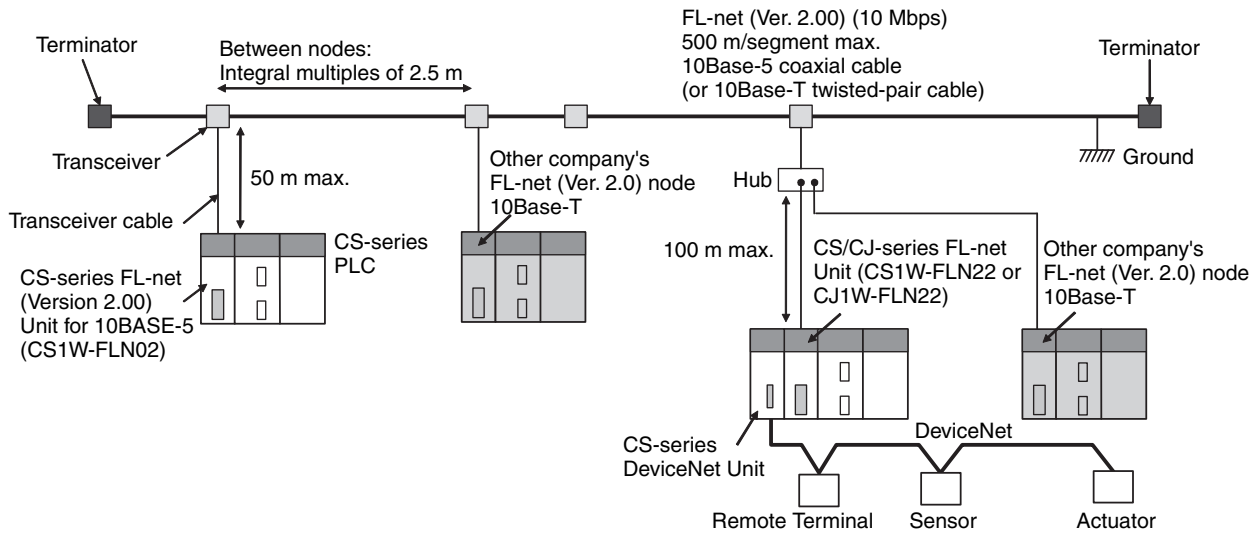 Terminator
Between nodes:
Integral multiples of 2.5 m
FL-net (Ver. 2.00) (10 Mbps)
500 m/segment max.
10Base-5 coaxial cable
(or 10Base-T twisted-pair cable)
Terminator
Transceiver
50 m max.
Other company's
FL-net (Ver. 2.0) node
10Base-T
Hub
Ground
Transceiver cable
CS-series
PLC
100 m max.
CS/CJ-series FL-net
Unit (CS1W-FLN22 or
CJ1W-FLN22)
Other company's
FL-net (Ver. 2.0) node
10Base-T
CS-series FL-net
(Version 2.00)
Unit for 10BASE-5
(CS1W-FLN02)
CS-series
DeviceNet Unit
DeviceNet
Remote Terminal
Sensor
Actuator